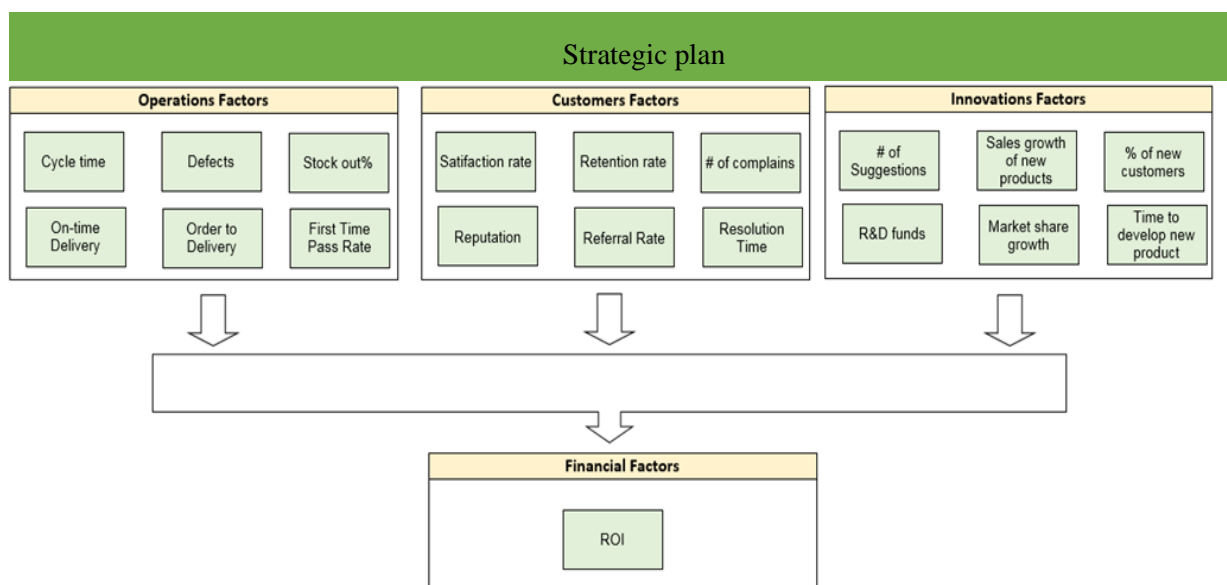 Strategic plan
Operations Factors
Cycle time
Defects
Stock out%
On-time
Delivery
Order to
Delivery
First Time
Pass Rate
Customers Factors
Satifaction rate
Retention rate
# of complains
Reputation
Referral Rate
Resolution
Time
Innovations Factors
# of
Suggestions
Sales growth
of new
products
% of new
customers
R&D funds
Market share
growth
Time to
develop new
product
Financial Factors
ROI